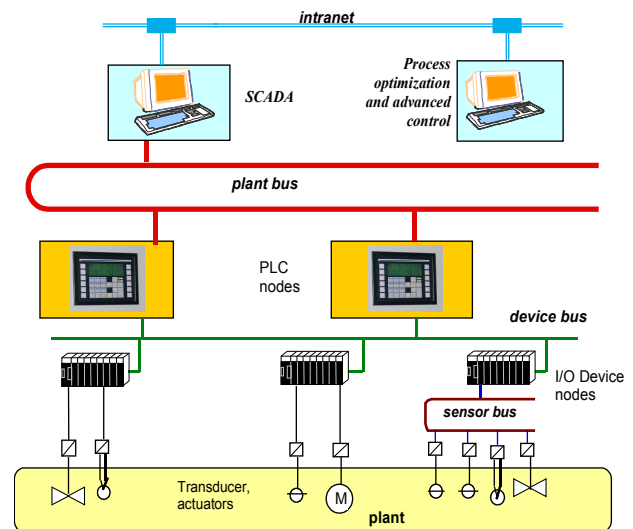 intranet
SCADA
Process
optimization
and advanced
control
plant bus
PLC
nodes
device bus
I/O Device
nodes
sensor bus
Transducer,
actuators
M
plant